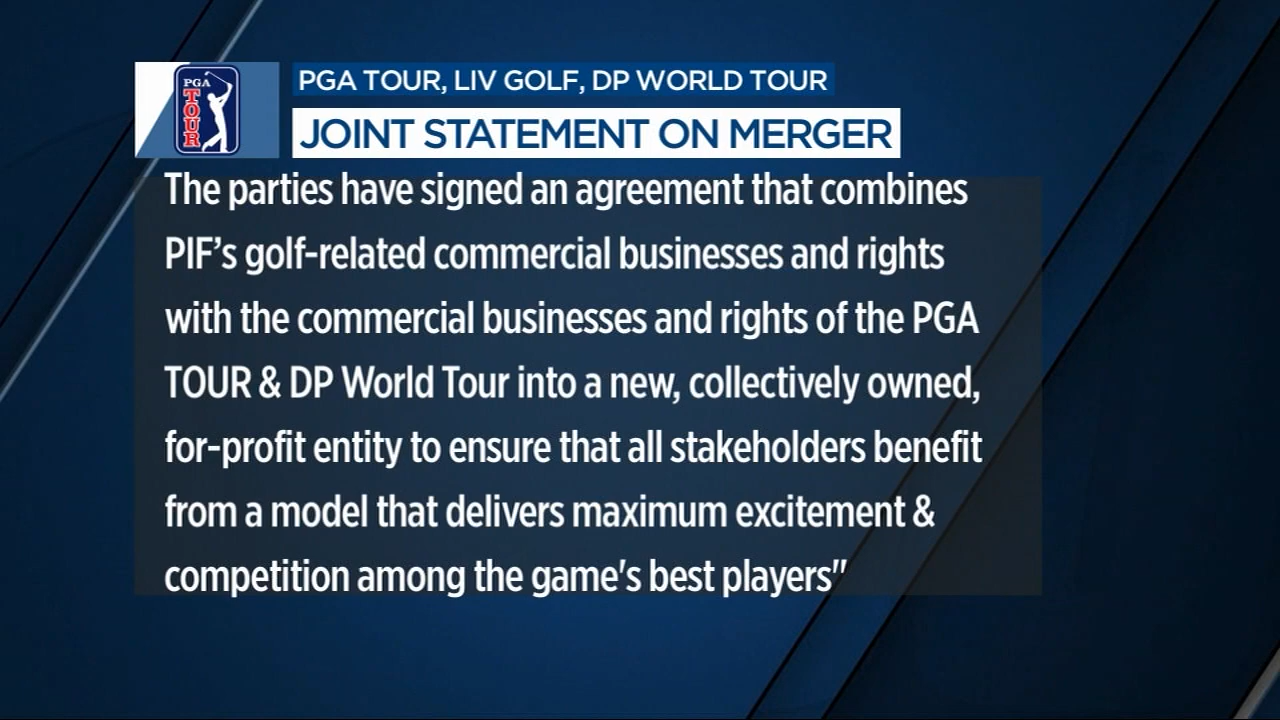 PGA TOUR, LIV GOLF, DP WORLD TOUR
PGA
TOUR
JOINT STATEMENT ON MERGER
The parties have signed an agreement that combines
PIF’s golf-related commercial businesses and rights
with the commercial businesses and rights of the PGA
TOUR & DP World Tour into a new, collectively owned,
for-profit entity to ensure that all stakeholders benefit
from a model that delivers maximum excitement &
competition among the game's best players"